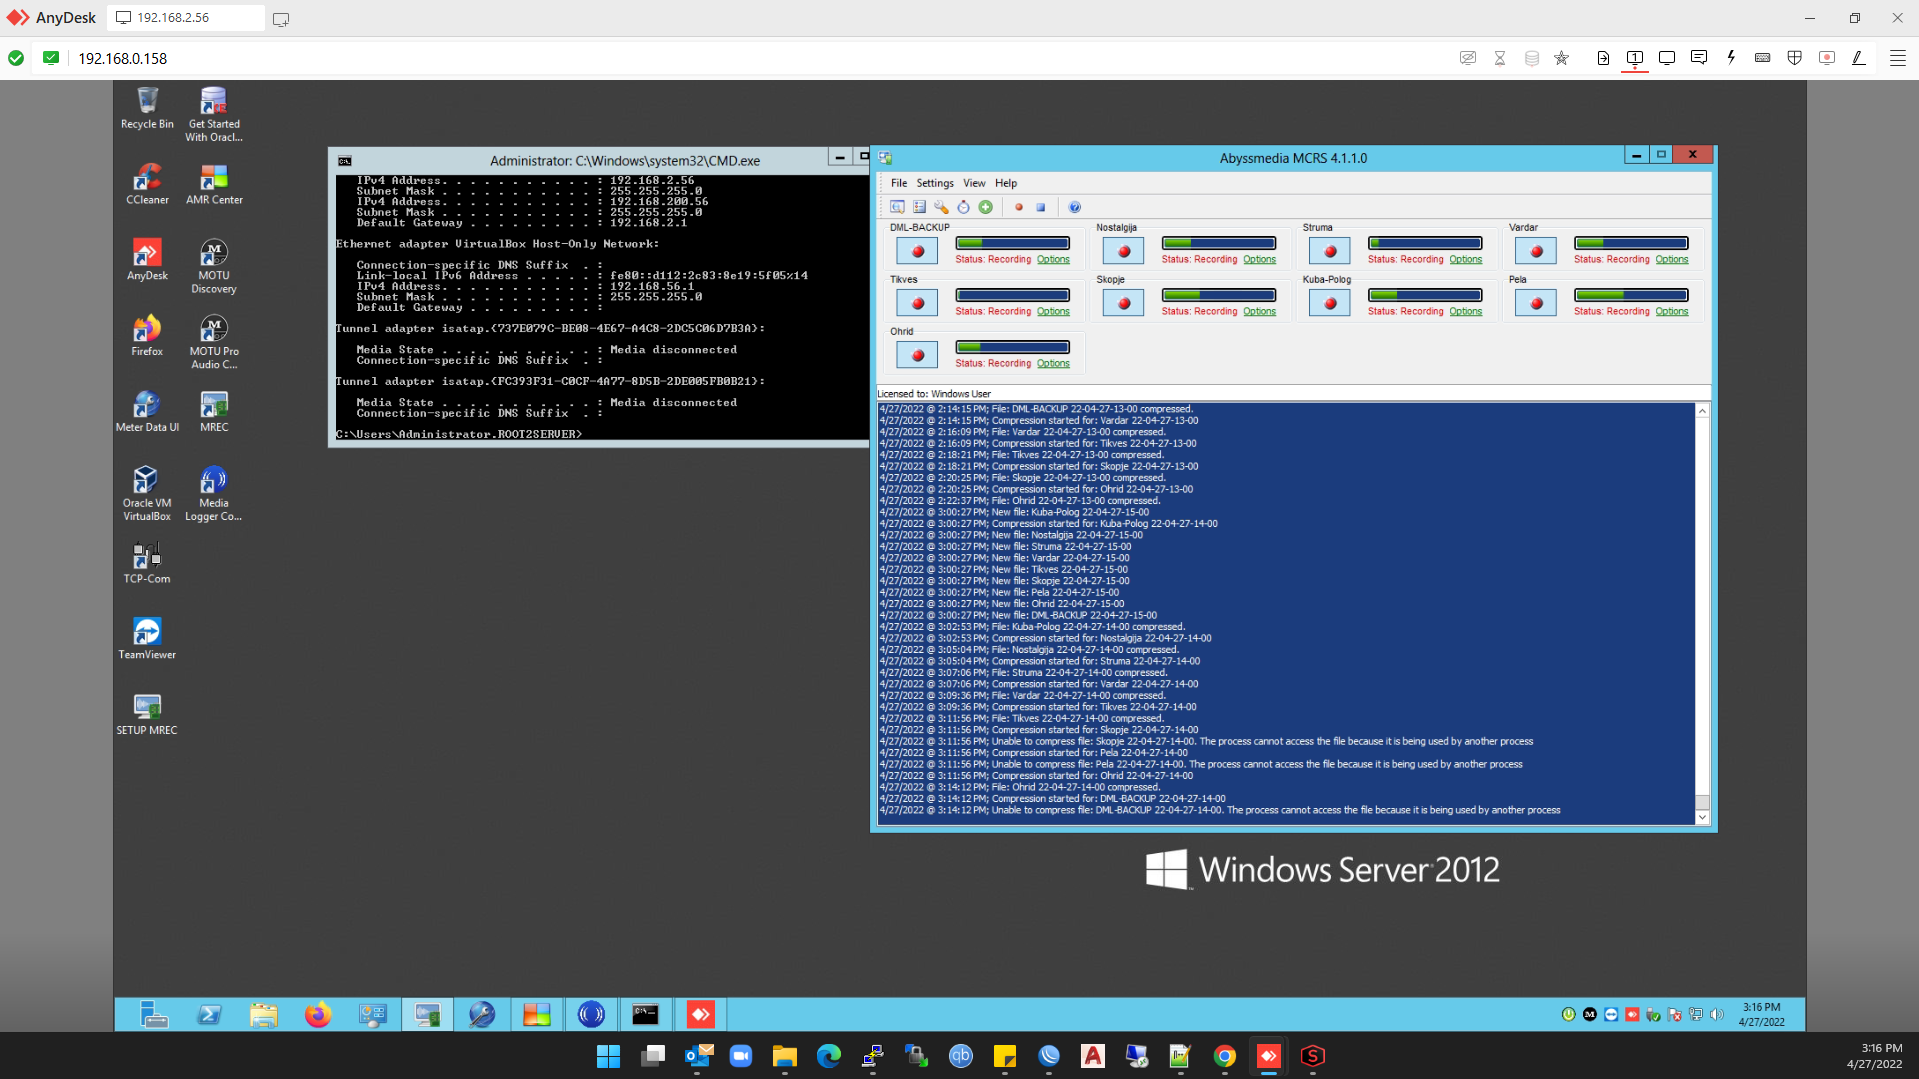 AnyDesk
192.168.2.56
192.168.0.158
1
Recycle Bin
Get Started
With Oracl...
CCleaner
AMR Center
AnyDesk
MOTU
Discovery
Firefox
MOTU Pro
Audio C...
Meter Data UI
MREC
Oracle VM
VirtualBox
Media
Logger Co...
TCP-Com
TeamViewer
SETUP MREC
Administrator: C:\Windows\system32\CMD.exe
IPv4 Address. . . . . . . . . . . : 192.168.2.56
Subnet Mask . . . . . . . . . . . : 255.255.255.0
IPv4 Address. . . . . . . . . . . : 192.168.200.56
Subnet Mask . . . . . . . . . . . : 255.255.255.0
Default Gateway . . . . . . . . . : 192.168.2.1
Ethernet adapter VirtualBox Host-Only Network:
Connection-specific DNS Suffix  . :
Link-local IPv6 Address . . . . . : fe80::d112:2c83:8e19:5f05%14
IPv4 Address. . . . . . . . . . . : 192.168.56.1
Subnet Mask . . . . . . . . . . . : 255.255.255.0
Default Gateway . . . . . . . . . :
Tunnel adapter isatap.{737E079C-BE08-4E67-A4C8-2DC5C06D7B3A}:
Media State . . . . . . . . . . . : Media disconnected
Connection-specific DNS Suffix  . :
Tunnel adapter isatap.{FC393F31-C0CF-4A77-8D5B-2DE005FB0B21}:
Media State . . . . . . . . . . . : Media disconnected
Connection-specific DNS Suffix  . :
C:\Users\Administrator.ROOT2SERVER>
Abyssmedia MCRS 4.1.1.0
File Settings View Help
DML-BACKUP
Status: Recording Options
Nostalgija
Status: Recording Options
Struma
Status: Recording Options
Vardar
Status: Recording Options
Tikves
Status: Recording Options
Skopje
Status: Recording Options
Kuba-Polog
Status: Recording Options
Pela
Status: Recording Options
Ohrid
Status: Recording Options
Licensed to: Windows User
4/27/2022 @ 2:14:15 PM; File: DML-BACKUP 22-04-27-13-00 compressed.
4/27/2022 @ 2:14:15 PM; Compression started for: Vardar 22-04-27-13-00
4/27/2022 @ 2:16:09 PM; File: Vardar 22-04-27-13-00 compressed.
4/27/2022 @ 2:16:09 PM; Compression started for: Tikves 22-04-27-13-00
4/27/2022 @ 2:18:21 PM; File: Tikves 22-04-27-13-00 compressed.
4/27/2022 @ 2:18:21 PM; Compression started for: Skopje 22-04-27-13-00
4/27/2022 @ 2:20:25 PM; File: Skopje 22-04-27-13-00 compressed.
4/27/2022 @ 2:20:25 PM; Compression started for: Ohrid 22-04-27-13-00
4/27/2022 @ 2:22:37 PM; File: Ohrid 22-04-27-13-00 compressed.
4/27/2022 @ 3:00:27 PM; New file: Kuba-Polog 22-04-27-15-00
4/27/2022 @ 3:00:27 PM; Compression started for: Kuba-Polog 22-04-27-14-00
4/27/2022 @ 3:00:27 PM; New file: Nostalgija 22-04-27-15-00
4/27/2022 @ 3:00:27 PM; New file: Struma 22-04-27-15-00
4/27/2022 @ 3:00:27 PM; New file: Vardar 22-04-27-15-00
4/27/2022 @ 3:00:27 PM; New file: Tikves 22-04-27-15-00
4/27/2022 @ 3:00:27 PM; New file: Skopje 22-04-27-15-00
4/27/2022 @ 3:00:27 PM; New file: Pela 22-04-27-15-00
4/27/2022 @ 3:00:27 PM; New file: Ohrid 22-04-27-15-00
4/27/2022 @ 3:00:27 PM; New file: DML-BACKUP 22-04-27-15-00
4/27/2022 @ 3:02:53 PM; File: Kuba-Polog 22-04-27-14-00 compressed.
4/27/2022 @ 3:02:53 PM; Compression started for: Nostalgija 22-04-27-14-00
4/27/2022 @ 3:05:04 PM; File: Nostalgija 22-04-27-14-00 compressed.
4/27/2022 @ 3:05:04 PM; Compression started for: Struma 22-04-27-14-00
4/27/2022 @ 3:07:06 PM; File: Struma 22-04-27-14-00 compressed.
4/27/2022 @ 3:07:06 PM; Compression started for: Vardar 22-04-27-14-00
4/27/2022 @ 3:09:36 PM; File: Vardar 22-04-27-14-00 compressed.
4/27/2022 @ 3:09:36 PM; Compression started for: Tikves 22-04-27-14-00
4/27/2022 @ 3:11:56 PM; File: Tikves 22-04-27-14-00 compressed.
4/27/2022 @ 3:11:56 PM; Compression started for: Skopje 22-04-27-14-00
4/27/2022 @ 3:11:56 PM; Unable to compress file: Skopje 22-04-27-14-00. The process cannot access the file because it is being used by another process
4/27/2022 @ 3:11:56 PM; Compression started for: Pela 22-04-27-14-00
4/27/2022 @ 3:11:56 PM; Unable to compress file: Pela 22-04-27-14-00. The process cannot access the file because it is being used by another process
4/27/2022 @ 3:11:56 PM; Compression started for: Ohrid 22-04-27-14-00
4/27/2022 @ 3:14:12 PM; File: Ohrid 22-04-27-14-00 compressed.
4/27/2022 @ 3:14:12 PM; Compression started for: DML-BACKUP 22-04-27-14-00
4/27/2022 @ 3:14:12 PM; Unable to compress file: DML-BACKUP 22-04-27-14-00. The process cannot access the file because it is being used by another process
Windows Server 2012
3:16 PM
4/27/2022
3:16 PM
4/27/2022